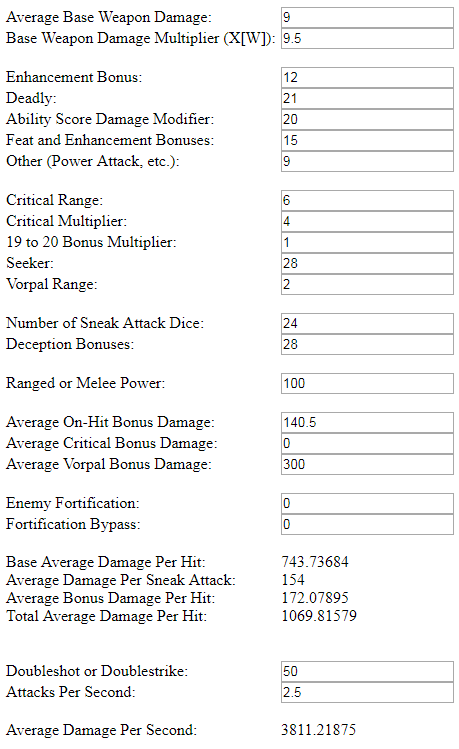 Average Base Weapon Damage: 9
Base Weapon Damage Multiplier (X[W]): 9.5
Enhancement Bonus: 12
Deadly: 21
Ability Score Damage Modifier: 20
Feat and Enhancement Bonuses: 15
Other (Power Attack, etc.): 9
Critical Range: 6
Critical Multiplier: 4
19 to 20 Bonus Multiplier: 1
Seeker: 28
Vorpal Range: 2
Number of Sneak Attack Dice: 24
Deception Bonuses: 28
Ranged or Melee Power: 100
Average On-Hit Bonus Damage: 140.5
Average Critical Bonus Damage: 0
Average Vorpal Bonus Damage: 300
Enemy Fortification: 0
Fortification Bypass: 0
Base Average Damage Per Hit: 743.73684
Average Damage Per Sneak Attack: 154
Average Bonus Damage Per Hit: 172.07895
Total Average Damage Per Hit: 1069.81579
Doubleshot or Doublestrike: 50
Attacks Per Second: 2.5
Average Damage Per Second: 3811.21875